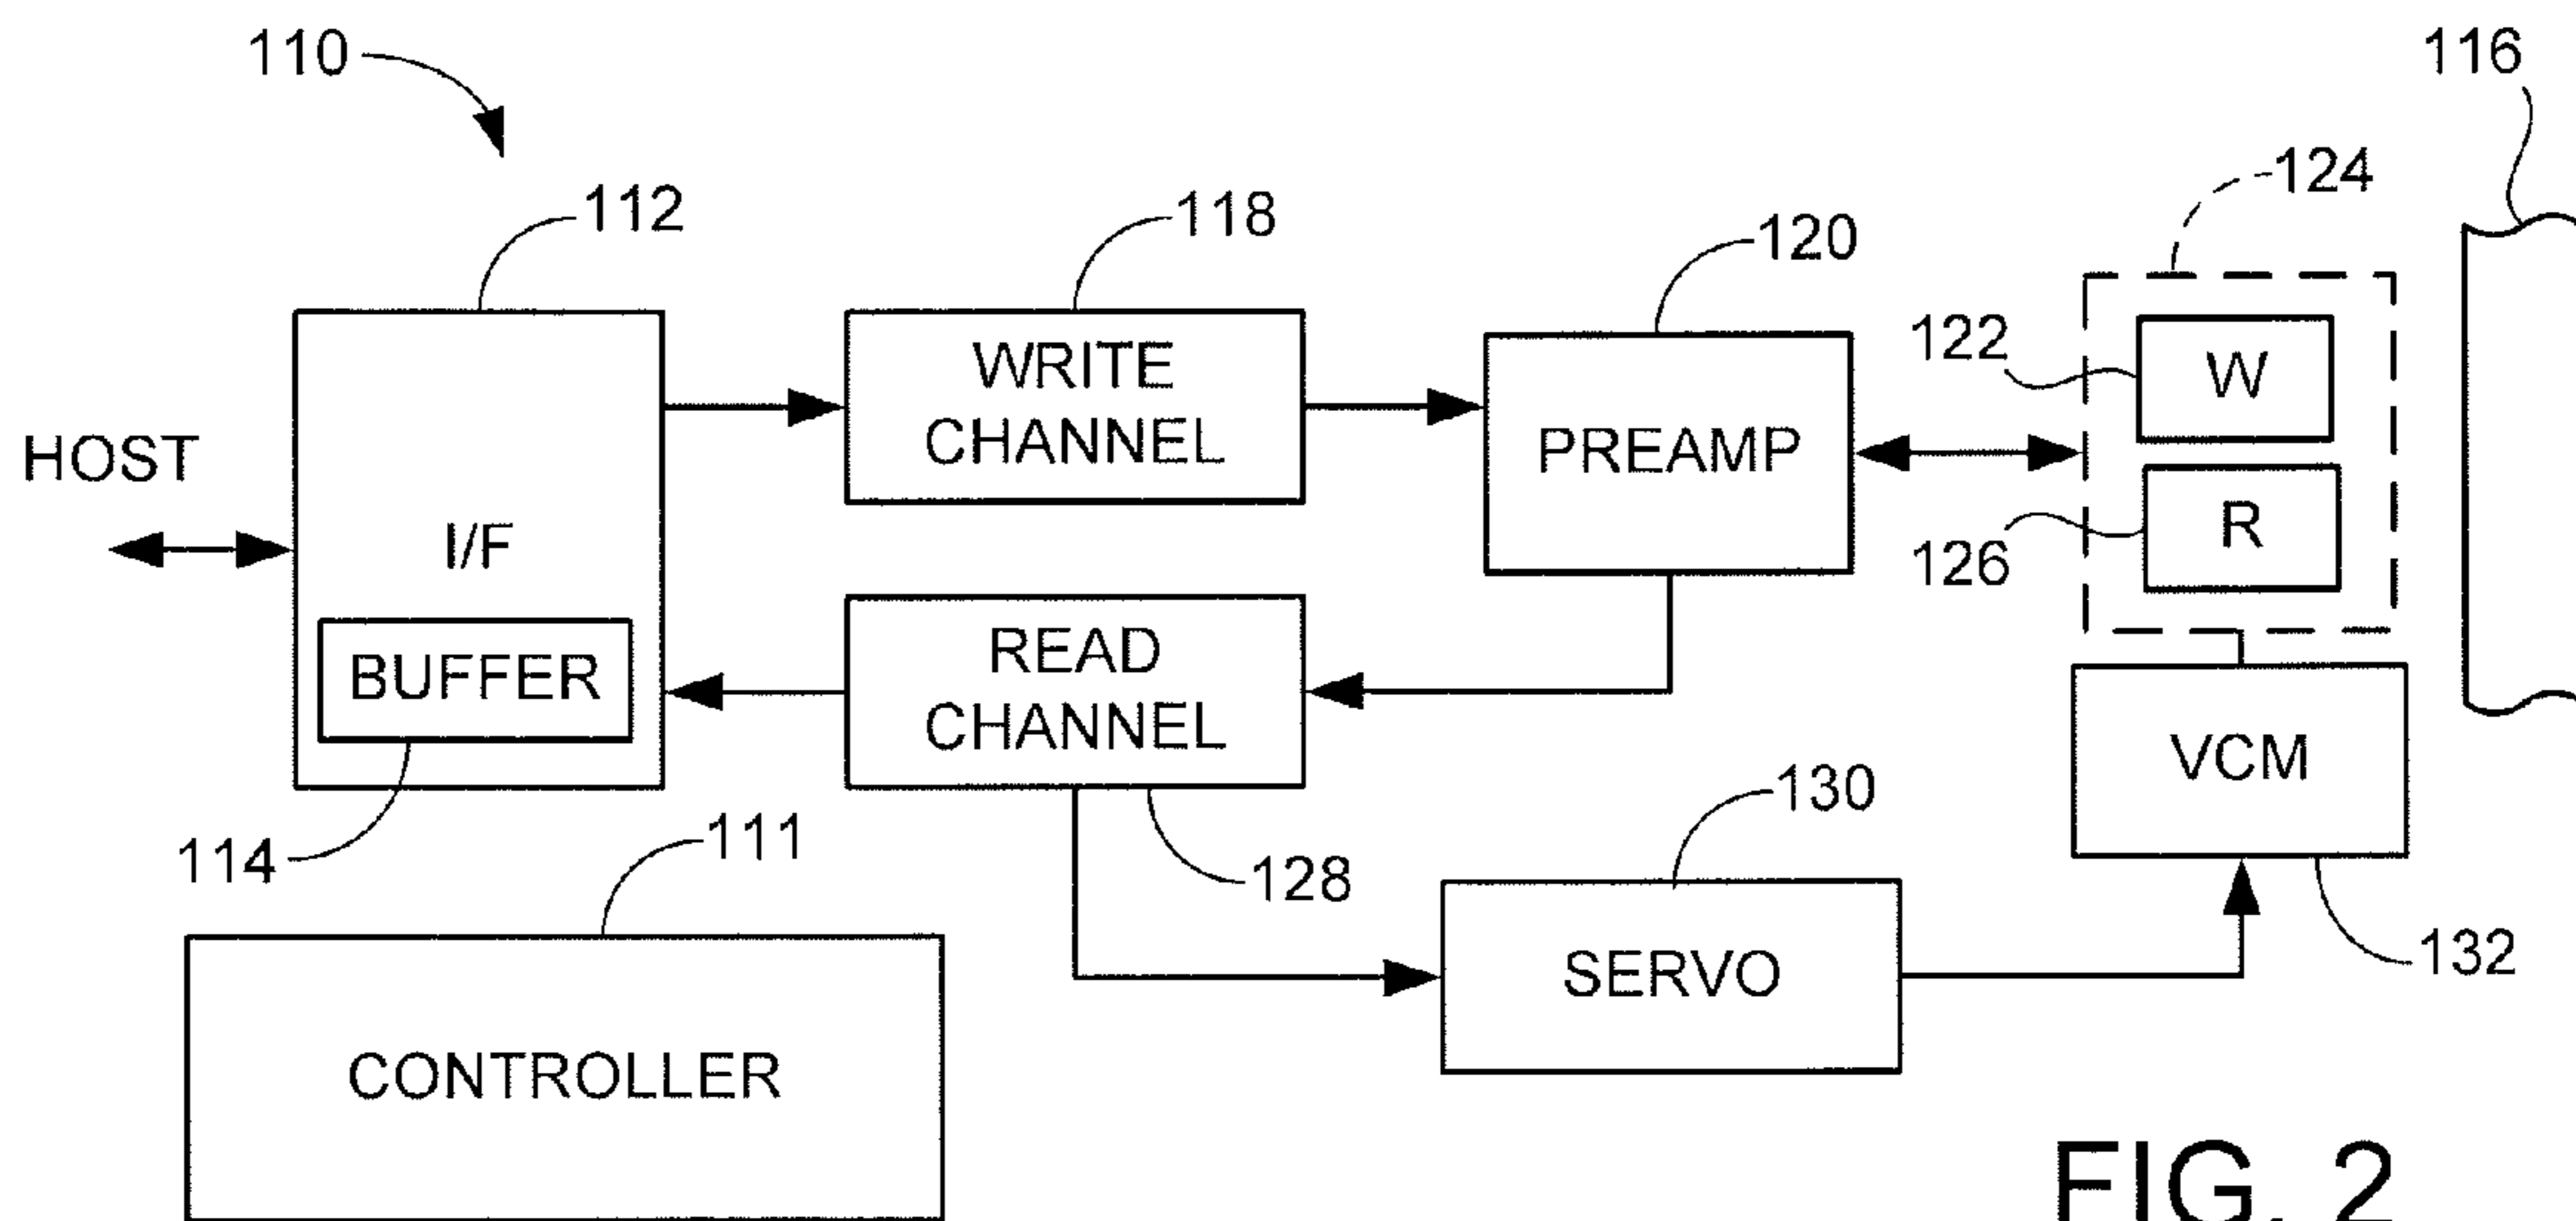 110
116
112
118
120
124
HOST
I/F
BUFFER
114
WRITE
CHANNEL
PREAMP
122
W
126
R
READ
CHANNEL
128
VCM
132
130
SERVO
111
CONTROLLER
FIG. 2